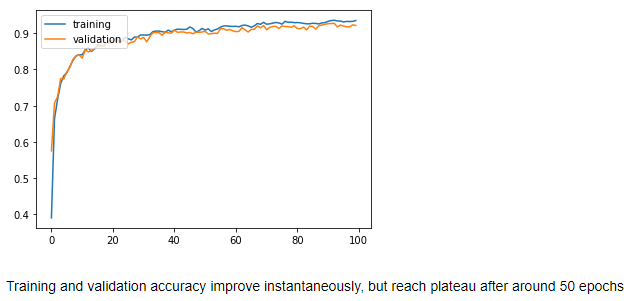 training
validation
0.9
0.8
0.7
0.6
0.5
0.4
0 20 40 60 80 100
Training and validation accuracy improve instantaneously, but reach plateau after around 50 epochs